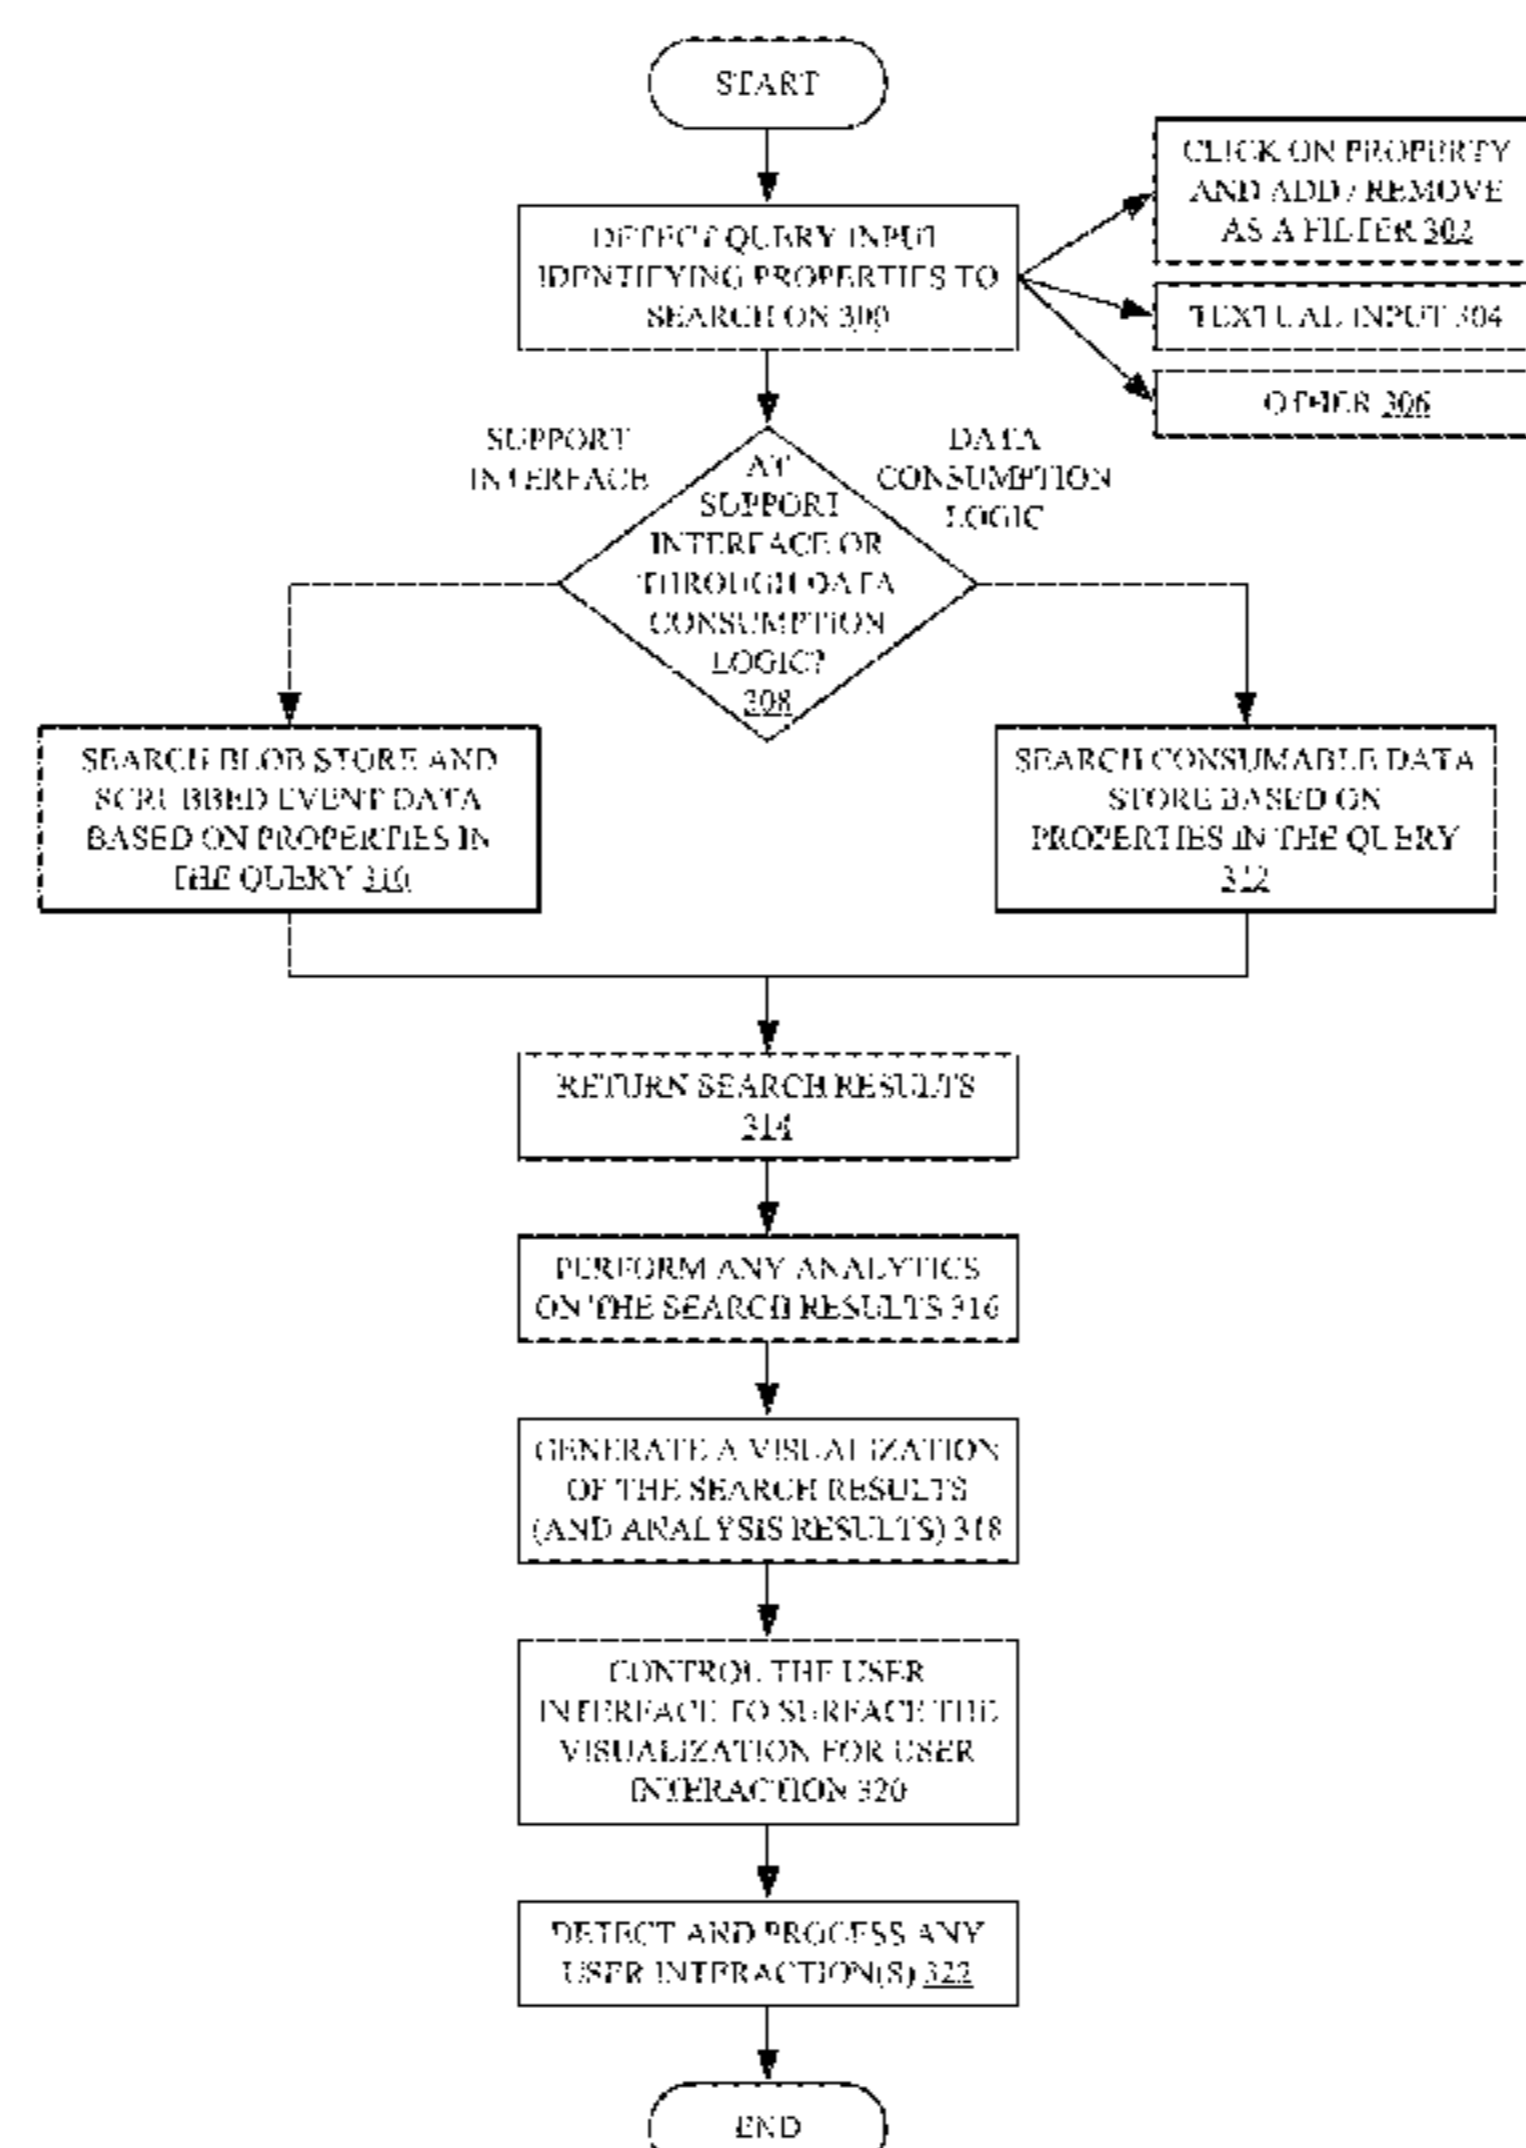 START
DETECT QUERY INPUT
IDENTIFYING PROPERTIES TO
SEARCH ON 300
CLICK ON PROPERTY
AND ADD / REMOVE
AS A FILTER 302
TEXTUAL INPUT 304
OTHER 306
SUPPORT
INTERFACE
DATA
CONSUMPTION
LOGIC
AT
SUPPORT
INTERFACE OR
THROUGH DATA
CONSUMPTION
LOGIC?
308
SEARCH BLOB STORE AND
SCRUBBED EVENT DATA
BASED ON PROPERTIES IN
THE QUERY 310
SEARCH CONSUMABLE DATA
STORE BASED ON
PROPERTIES IN THE QUERY
312
RETURN SEARCH RESULTS
314
PERFORM ANY ANALYTICS
ON THE SEARCH RESULTS 316
GENERATE A VISUALIZATION
OF THE SEARCH RESULTS
(AND ANALYSIS RESULTS) 318
CONTROL THE USER
INTERFACE TO SURFACE THE
VISUALIZATION FOR USER
INTERACTION 320
DETECT AND PROCESS ANY
USER INTERACTION(S) 322
END